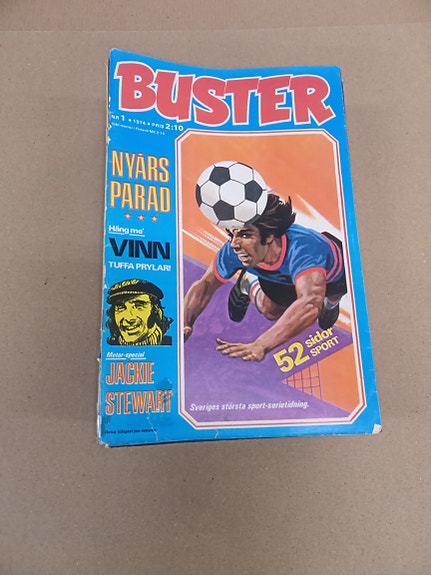 BUSTER
NR 1 • 1974 • PRIS 2:10
NYÅRS
PARAD
Häng me'
VINN
TUFFA PRYLAR!
Motor-special
JACKIE
STEWART
52 sidor
SPORT
Sveriges största sport-serietidning.